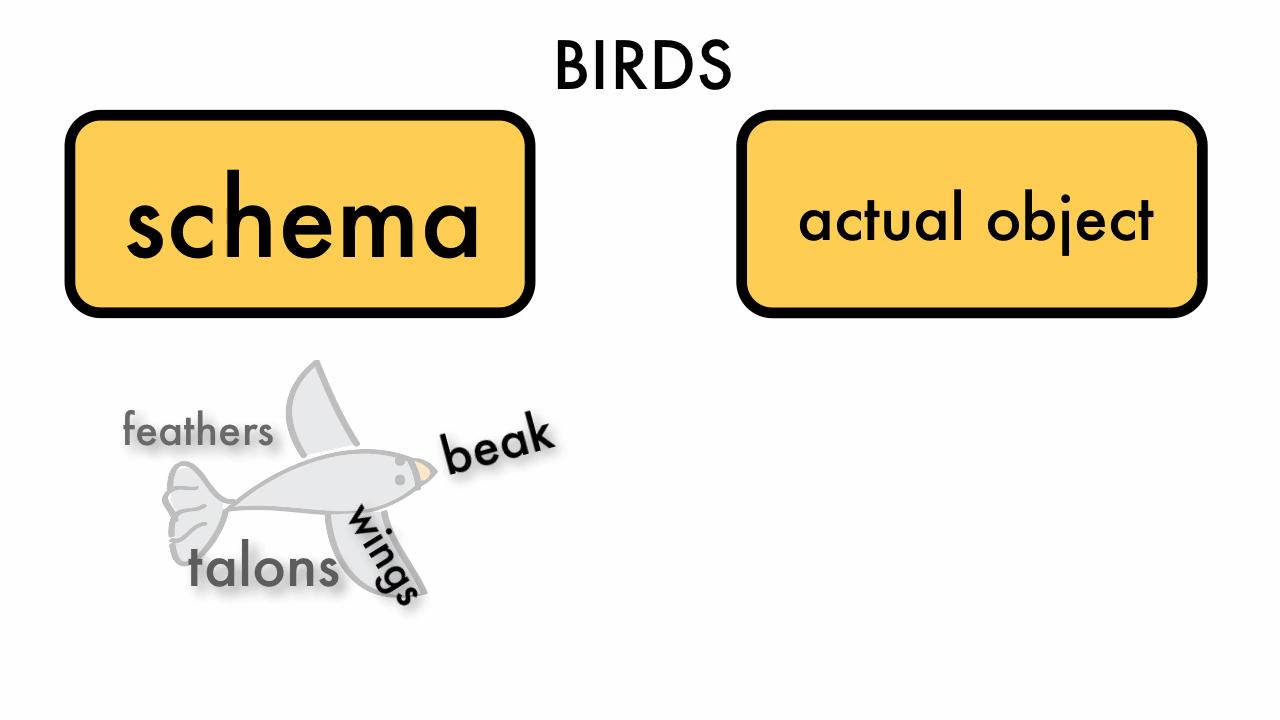 BIRDS
schema
actual object
feathers
beak
wings
talons